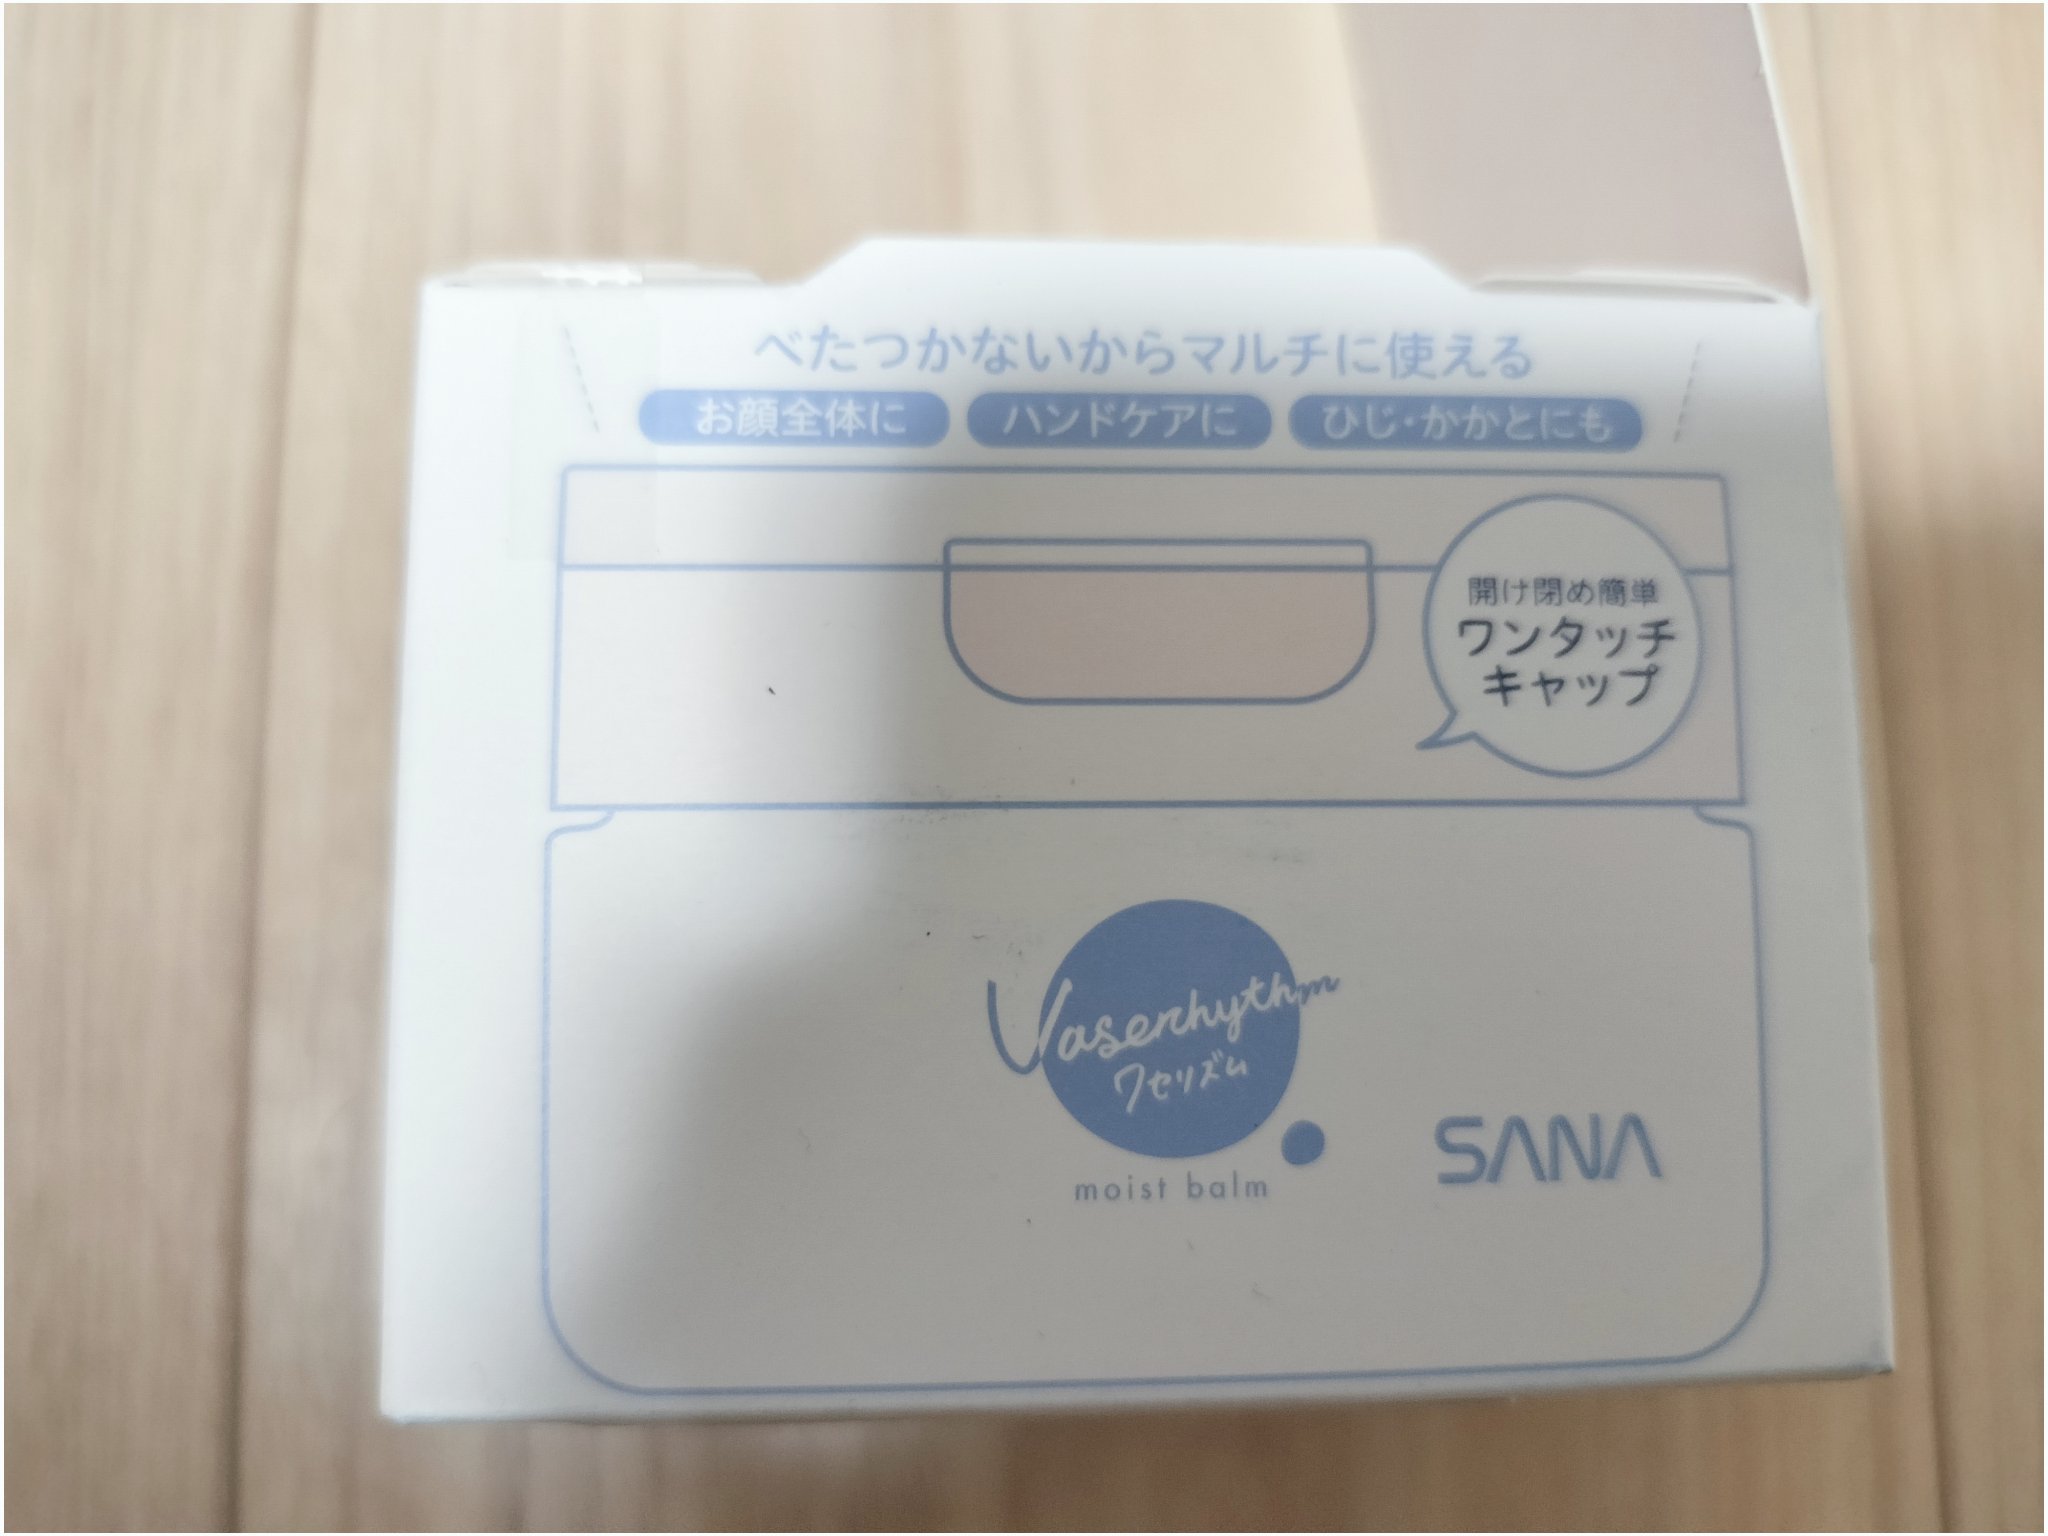 べたつかないからマルチに使える
お顔全体に ハンドケアに ひじ・かかとにも
開け閉め簡単
ワンタッチ
キャップ
Vaserhythm
ワセリズム
moist balm
SANA